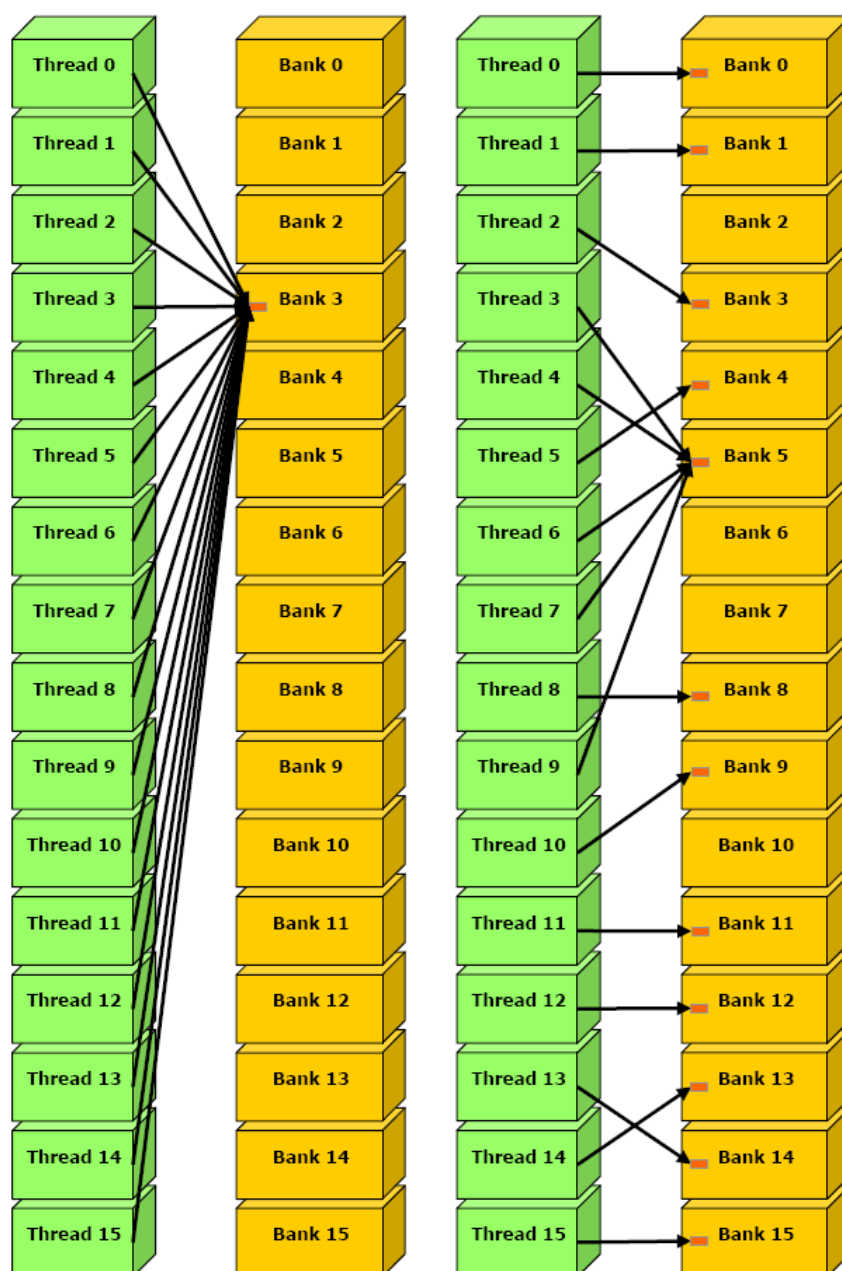 Thread 0
Thread 1
Thread 2
Thread 3
Thread 4
Thread 5
Thread 6
Thread 7
Thread 8
Thread 9
Thread 10
Thread 11
Thread 12
Thread 13
Thread 14
Thread 15
Bank 0
Bank 1
Bank 2
Bank 3
Bank 4
Bank 5
Bank 6
Bank 7
Bank 8
Bank 9
Bank 10
Bank 11
Bank 12
Bank 13
Bank 14
Bank 15
Thread 0
Thread 1
Thread 2
Thread 3
Thread 4
Thread 5
Thread 6
Thread 7
Thread 8
Thread 9
Thread 10
Thread 11
Thread 12
Thread 13
Thread 14
Thread 15
Bank 0
Bank 1
Bank 2
Bank 3
Bank 4
Bank 5
Bank 6
Bank 7
Bank 8
Bank 9
Bank 10
Bank 11
Bank 12
Bank 13
Bank 14
Bank 15